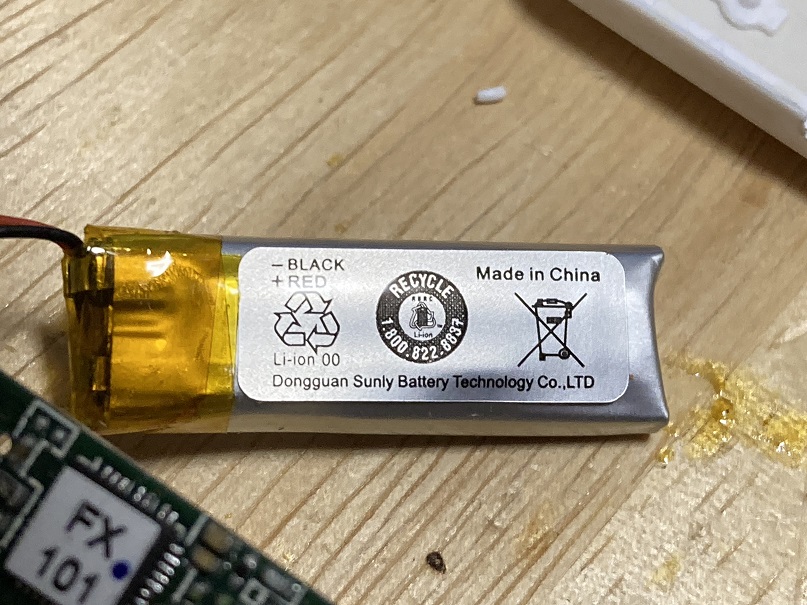 − BLACK
+ RED
Made in China
RECYCLE
RBRC
Li-ion
1.800.822.8837
Li-ion 00
Dongguan Sunly Battery Technology Co.,LTD
FX
101